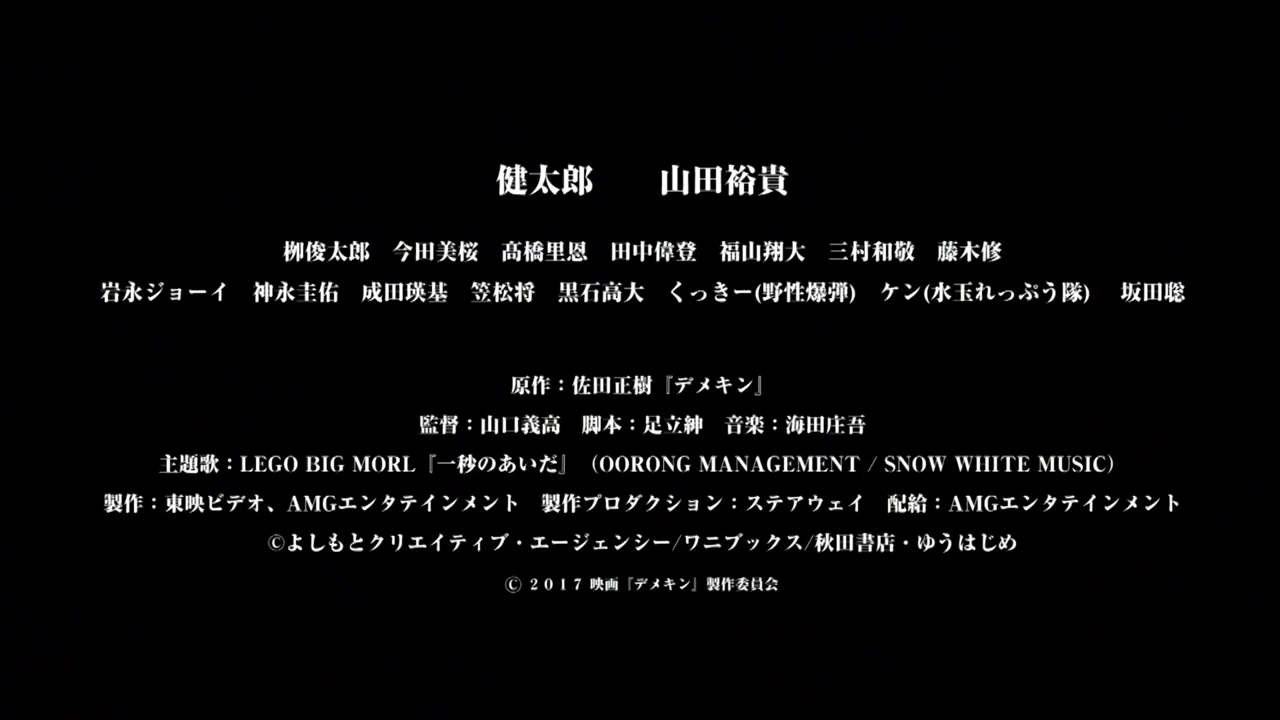 健太郎　　山田裕貴
栁俊太郎　今田美桜　髙橋里恩　田中偉登　福山翔大　三村和敬　藤木修
岩永ジョーイ　神永圭佑　成田瑛基　笠松将　黒石高大　くっきー(野性爆弾)　ケン(水玉れっぷう隊)　坂田聡
原作：佐田正樹『デメキン』
監督：山口義高　脚本：足立紳　音楽：海田庄吾
主題歌：LEGO BIG MORL『一秒のあいだ』（OORONG MANAGEMENT / SNOW WHITE MUSIC）
製作：東映ビデオ、AMGエンタテインメント　製作プロダクション：ステアウェイ　配給：AMGエンタテインメント
©よしもとクリエイティブ・エージェンシー/ワニブックス/秋田書店・ゆうはじめ
© ２０１７ 映画『デメキン』製作委員会